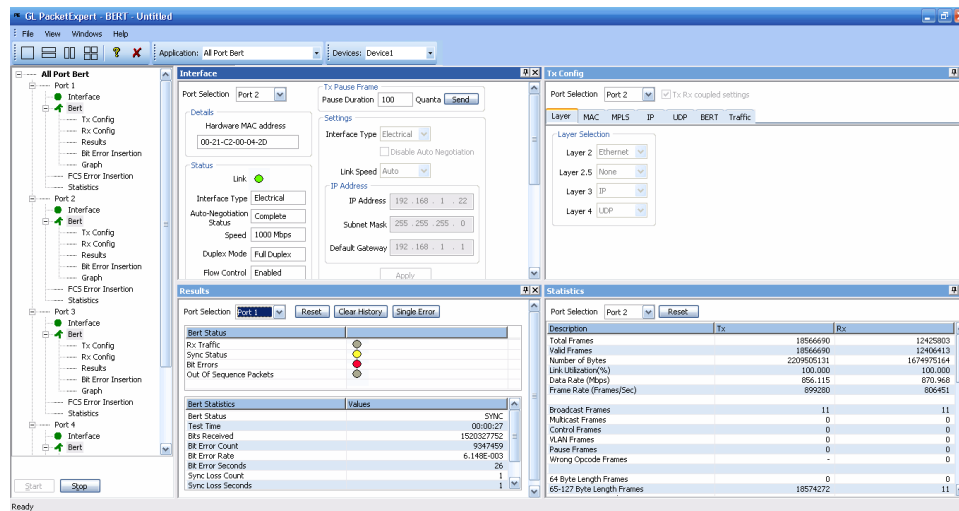 GL PacketExpert - BERT - Untitled
File View Windows Help
Application: All Port Bert Devices: Device1
All Port Bert
Port 1
Interface
Bert
Tx Config
Rx Config
Results
Bit Error Insertion
Graph
FCS Error Insertion
Statistics
Port 2
Interface
Bert
Tx Config
Rx Config
Results
Bit Error Insertion
Graph
FCS Error Insertion
Statistics
Port 3
Interface
Bert
Tx Config
Rx Config
Results
Bit Error Insertion
Graph
FCS Error Insertion
Statistics
Port 4
Interface
Bert
Start Stop
Ready
Interface
Port Selection Port 2
Details
Hardware MAC address
00-21-C2-00-04-2D
Status
Link
Interface Type Electrical
Auto-Negotiation Status Complete
Speed 1000 Mbps
Duplex Mode Full Duplex
Flow Control Enabled
Tx Pause Frame
Pause Duration 100 Quanta Send
Settings
Interface Type Electrical
Disable Auto Negotiation
Link Speed Auto
IP Address
IP Address 192 . 168 . 1 . 22
Subnet Mask 255 . 255 . 255 . 0
Default Gateway 192 . 168 . 1 . 1
Apply
Tx Config
Port Selection Port 2 Tx Rx coupled settings
Layer MAC MPLS IP UDP BERT Traffic
Layer Selection
Layer 2 Ethernet
Layer 2.5 None
Layer 3 IP
Layer 4 UDP
Results
Port Selection Port 1 Reset Clear History Single Error
Bert Status
Rx Traffic
Sync Status
Bit Errors
Out Of Sequence Packets
Bert Statistics Values
Bert Status SYNC
Test Time 00:00:27
Bits Received 1520327752
Bit Error Count 9347459
Bit Error Rate 6.148E-003
Bit Error Seconds 26
Sync Loss Count 1
Sync Loss Seconds 1
Statistics
Port Selection Port 2 Reset
Description Tx Rx
Total Frames 18566690 12425803
Valid Frames 18566690 12406413
Number of Bytes 2209505131 1674975164
Link Utilization(%) 100.000 100.000
Data Rate (Mbps) 856.115 870.968
Frame Rate (Frames/Sec) 899280 806451
Broadcast Frames 11 11
Multicast Frames 0 0
Control Frames 0 0
VLAN Frames 0 0
Pause Frames 0 0
Wrong Opcode Frames - 0
64 Byte Length Frames 0 0
65-127 Byte Length Frames 18574272 11